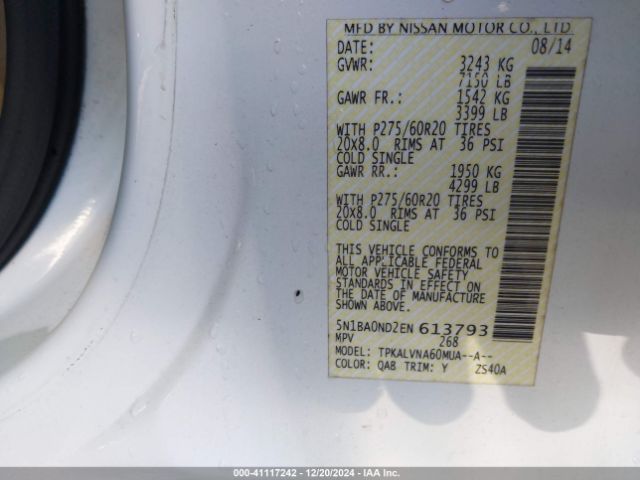 MFD BY NISSAN MOTOR CO., LTD.
DATE: 08/14
GVWR: 3243 KG
7150 LB
GAWR FR.: 1542 KG
3399 LB
WITH P275/60R20 TIRES
20x8.0 RIMS AT 36 PSI
COLD SINGLE
GAWR RR.: 1950 KG
4299 LB
WITH P275/60R20 TIRES
20x8.0 RIMS AT 36 PSI
COLD SINGLE
THIS VEHICLE CONFORMS TO
ALL APPLICABLE FEDERAL
MOTOR VEHICLE SAFETY
STANDARDS IN EFFECT ON
THE DATE OF MANUFACTURE
SHOWN ABOVE.
5N1BA0ND2EN 613793
MPV 268
MODEL: TPKALVNA60MUA--A--
COLOR: QAB TRIM: Y ZS40A
000-41117242 - 12/20/2024 - IAA Inc.